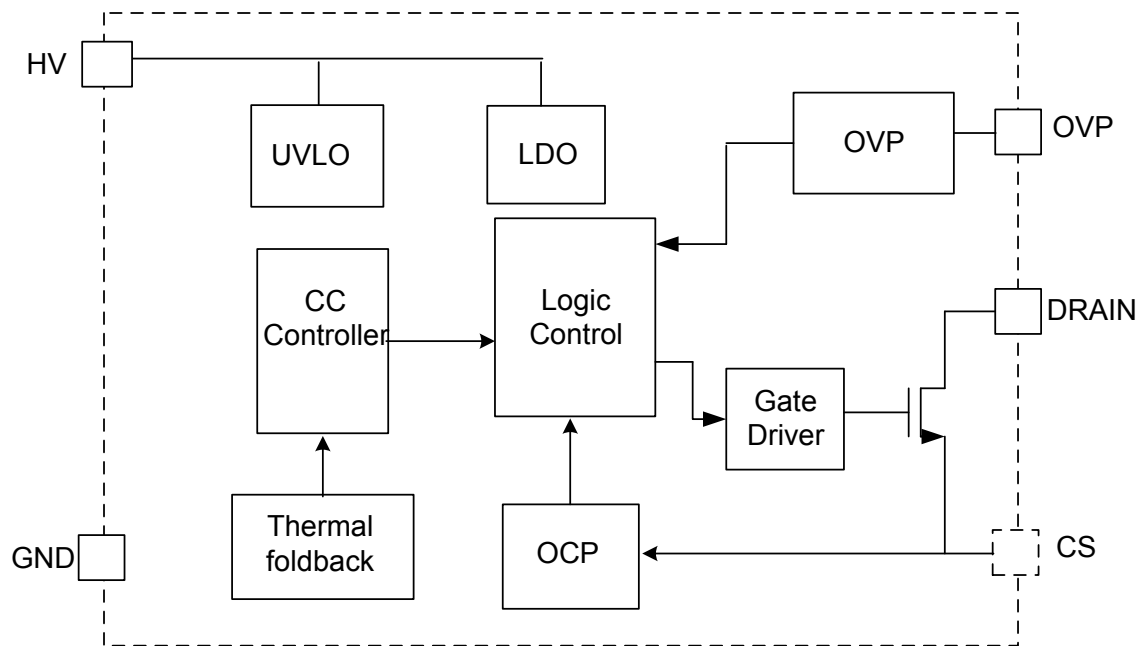 HV
UVLO
LDO
OVP
OVP
CC
Controller
Logic
Control
DRAIN
Gate
Driver
Thermal
foldback
OCP
GND
CS